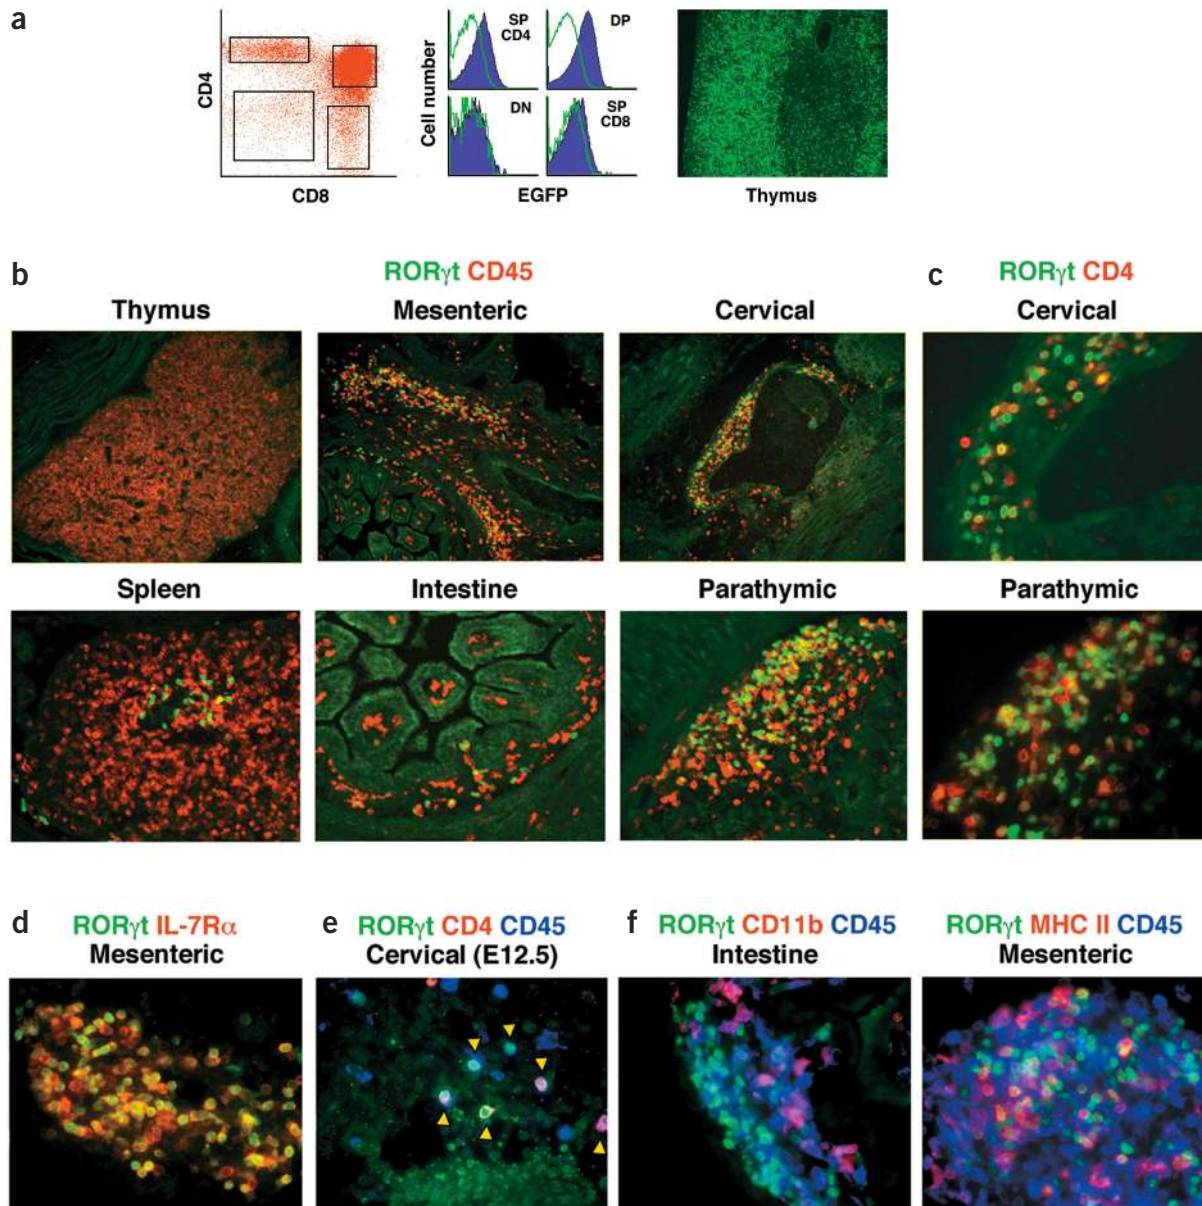 a
CD4
CD8
Cell number
SP
CD4
DP
DN
SP
CD8
EGFP
Thymus
b
RORγt CD45
Thymus
Mesenteric
Cervical
Spleen
Intestine
Parathymic
c
RORγt CD4
Cervical
Parathymic
d
RORγt IL-7Rα
Mesenteric
e
RORγt CD4 CD45
Cervical (E12.5)
f
RORγt CD11b CD45
Intestine
RORγt MHC II CD45
Mesenteric